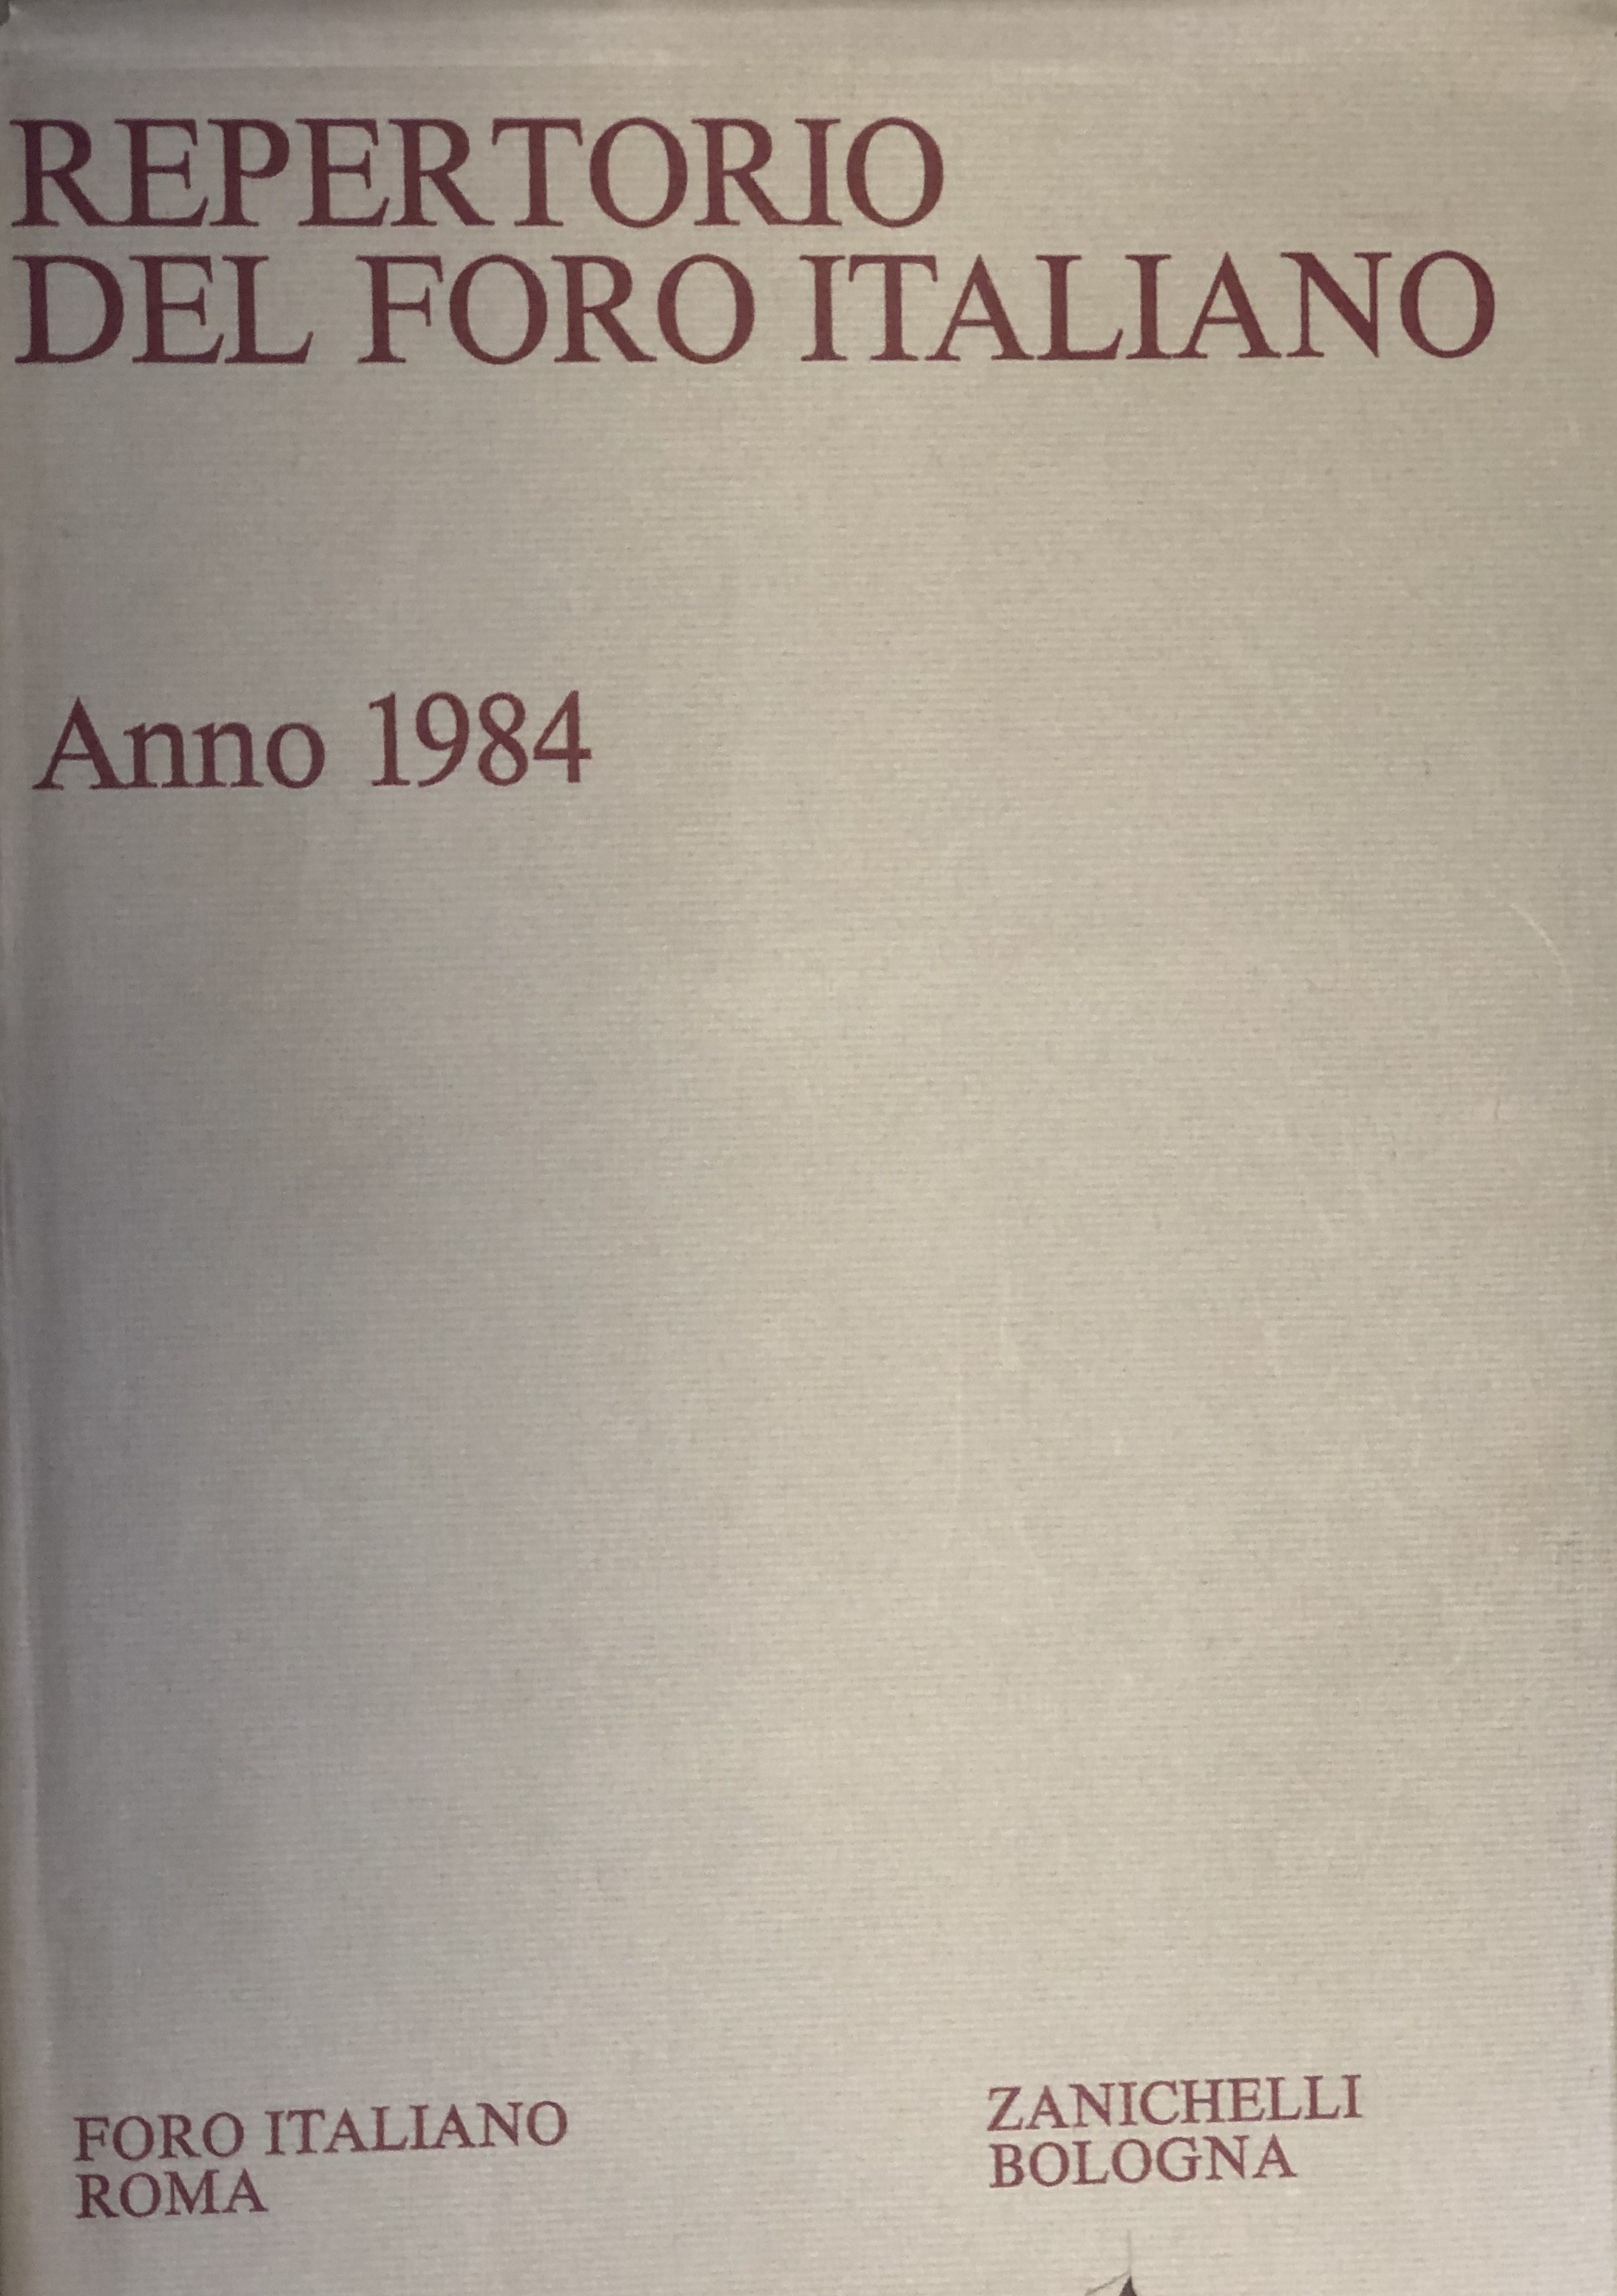 REPERTORIO
DEL FORO ITALIANO
Anno 1984
FORO ITALIANO
ROMA
ZANICHELLI
BOLOGNA